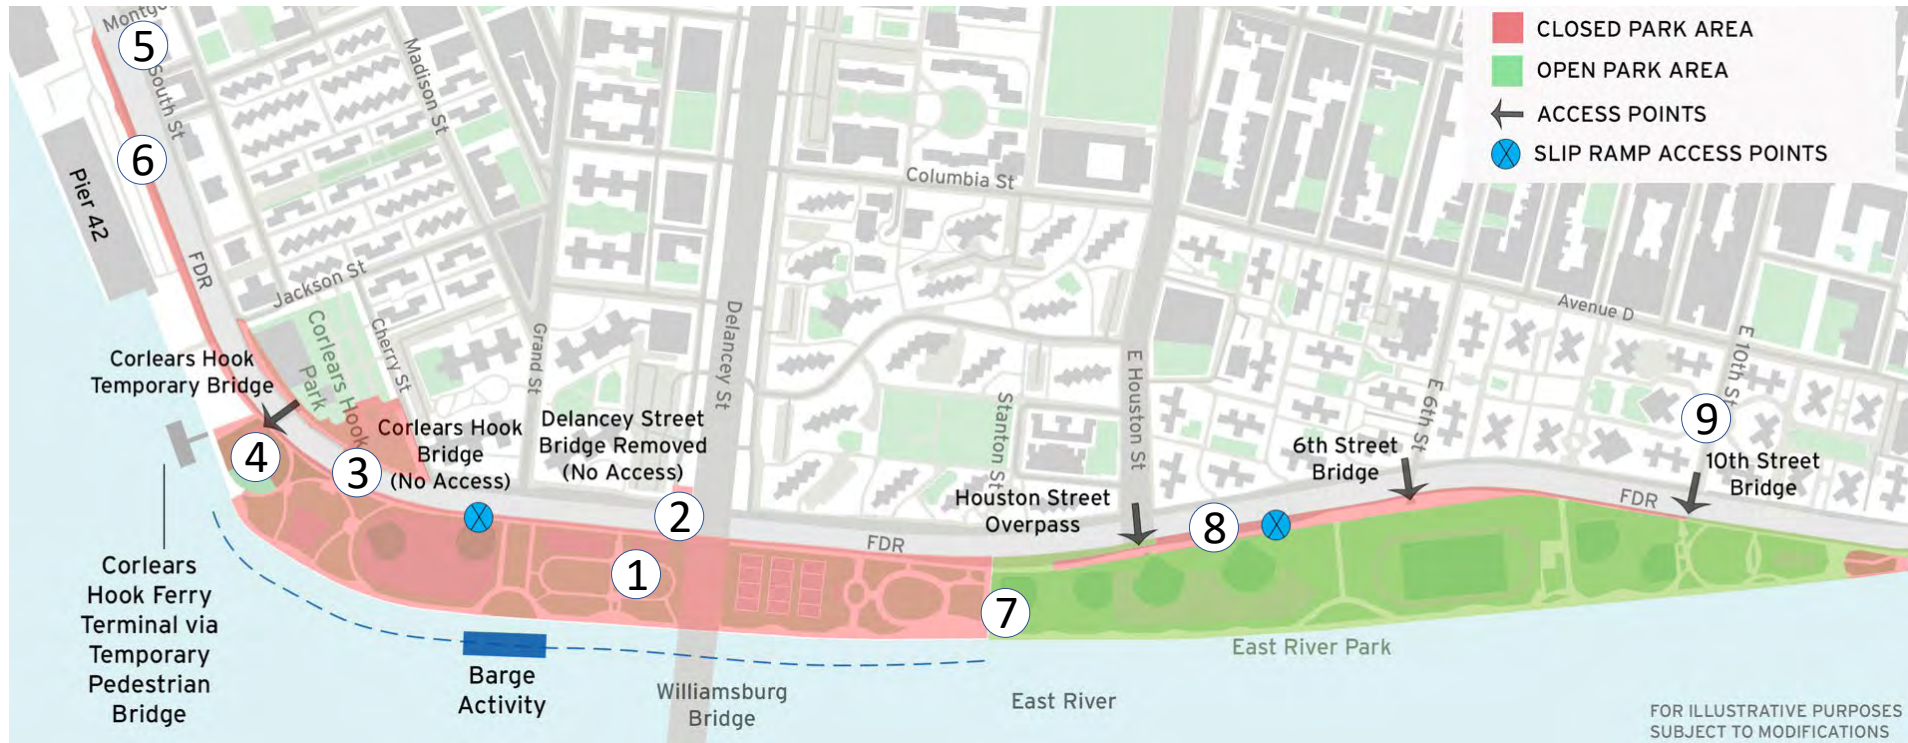 Montgo
5
South St
6
Pier 42
FDR
Madison St
Jackson St
Corlears Hook
Park
Corlears Hook
Cherry St
Grand St
Delancey St
Columbia St
Stanton St
E Houston St
E 6th St
Avenue D
E 10th St
CLOSED PARK AREA
OPEN PARK AREA
ACCESS POINTS
SLIP RAMP ACCESS POINTS
Corlears Hook
Temporary Bridge
4
3
Corlears Hook
Bridge
(No Access)
Delancey Street
Bridge Removed
(No Access)
2
1
FDR
Houston Street
Overpass
7
8
6th Street
Bridge
9
10th Street
Bridge
FDR
Corlears
Hook Ferry
Terminal via
Temporary
Pedestrian
Bridge
Barge
Activity
Williamsburg
Bridge
East River
East River Park
FOR ILLUSTRATIVE PURPOSES
SUBJECT TO MODIFICATIONS